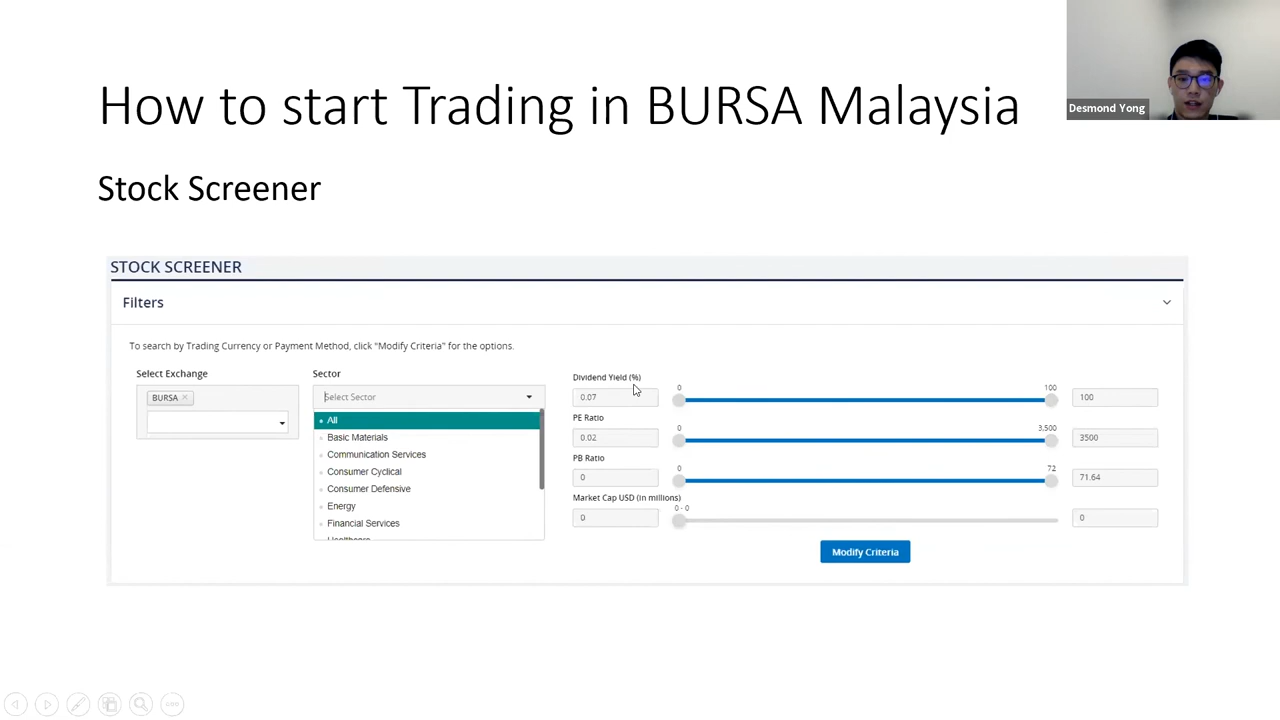 How to start Trading in BURSA Malaysia
Desmond Yong
Stock Screener
STOCK SCREENER
Filters
To search by Trading Currency or Payment Method, click "Modify Criteria" for the options.
Select Exchange
BURSA ×
Sector
Select Sector
All
Basic Materials
Communication Services
Consumer Cyclical
Consumer Defensive
Energy
Financial Services
Healthcare
Dividend Yield (%)
0.07 0 100 100
PE Ratio
0.02 0 3,500 3500
PB Ratio
0 0 72 71.64
Market Cap USD (in millions)
0 0 - 0 0
Modify Criteria